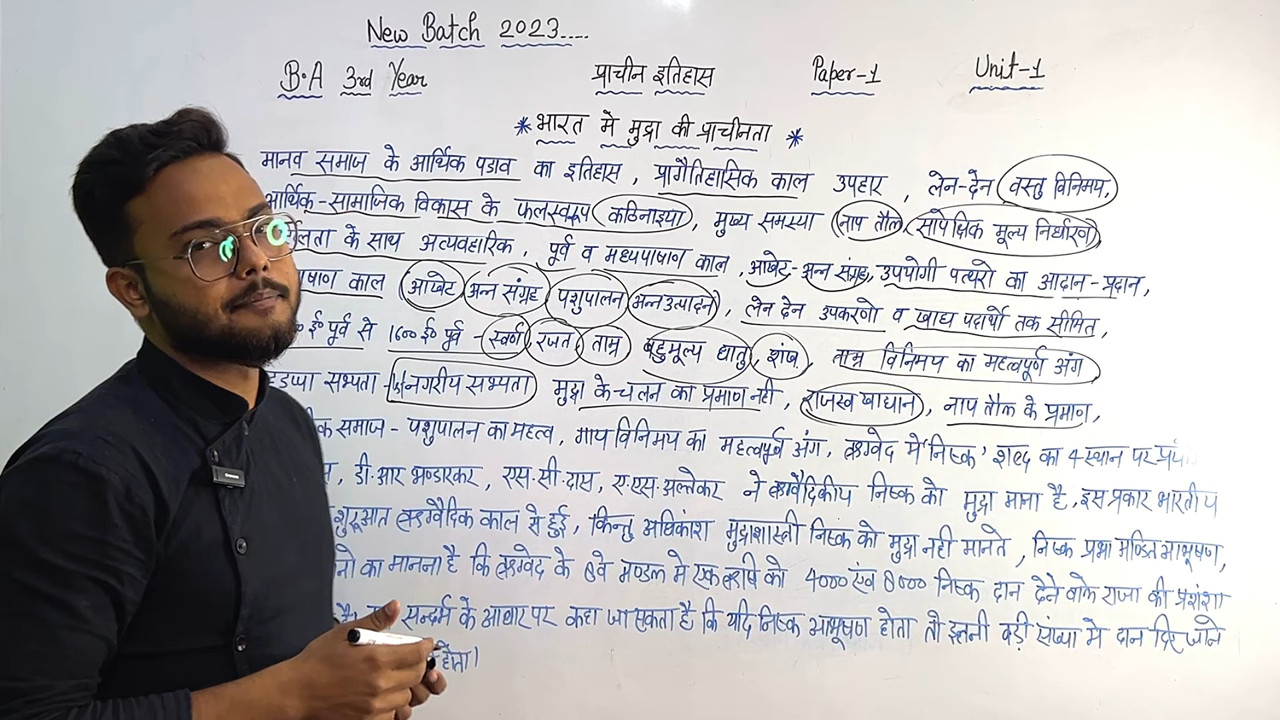 New Batch 2023....
B.A 3rd Year प्राचीन इतिहास Paper-1 Unit-1
* भारत मे मुद्रा की प्राचीनता *
मानव समाज के आर्थिक पडाव का इतिहास, प्रागैतिहासिक काल उपहार, लेन-देन वस्तु विनिमय,
आर्थिक-सामाजिक विकास के फलस्वरूप कठिनाइया, मुख्य समस्या नाप तौल, सापेक्षिक मूल्य निर्धारण
के साथ अव्यवहारिक, पूर्व व मध्यपाषाण काल, आखेट-अन्न संग्रह, उपयोगी पत्थरो का आदान-प्रदान,
काल आखेट अन्न संग्रह पशुपालन अन्न उत्पादन, लेन देन उपकरणो व खाद्य पदार्थो तक सीमित,
ई० पूर्व से 1600 ई० पूर्व - स्वर्ण रजत, ताम्र बहुमूल्य धातु, शंख, ताम्र विनिमय का महत्वपूर्ण अंग
सभ्यता - नगरीय सभ्यता मुद्रा के चलन का प्रमाण नही, राजस्व खाधान, नाप तौल के प्रमाण,
समाज - पशुपालन का महत्व, गाय विनिमय का महत्वपूर्ण अंग, ऋग्वेद मे 'निष्क' शब्द का 4 स्थान पर
डी.आर भण्डारकर, एस.सी.दास, ए.एस.अल्तेकर ने ऋग्वैदिकीय निष्क को मुद्रा माना है, इस प्रकार भारतीय
शुरूआत ऋग्वैदिक काल से हुई, किन्तु अधिकांश मुद्राशास्त्री निष्क को मुद्रा नही मानते, निष्क प्रभा मण्डित आभूषण,
का मानना है कि ऋग्वेद के 8वे मण्डल मे एक ऋषि को 4000 एंव 8000 निष्क दान देने वाले राजा की प्रशंशा
सन्दर्भ के आधार पर कहा जा सकता है कि यदि निष्क आभूषण होता तो इतनी बड़ी संख्या मे दान दिए जाने
होता।